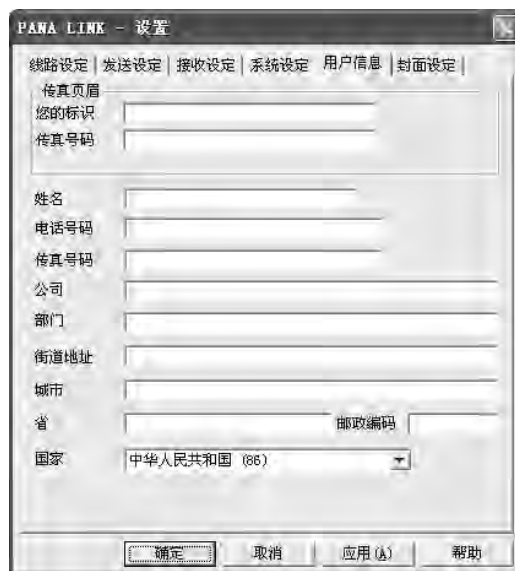 PANA LINK - 设置
线路设定 发送设定 接收设定 系统设定 用户信息 封面设定
传真页眉
您的标识
传真号码
姓名
电话号码
传真号码
公司
部门
街道地址
城市
省 邮政编码
国家 中华人民共和国 (86)
确定 取消 应用(A) 帮助